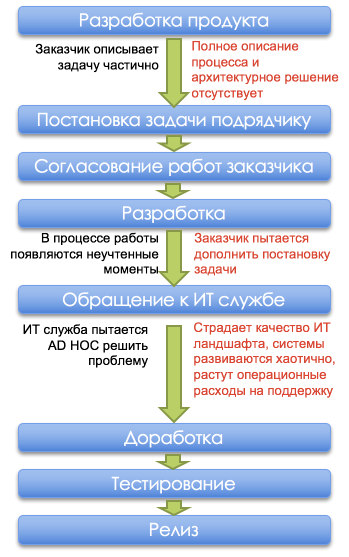 Разработка продукта
Заказчик описывает
задачу частично
Полное описание
процесса и
архитектурное решение
отсутствует
Постановка задачи подрядчику
Согласование работ заказчика
Разработка
В процессе работы
появляются неучтенные
моменты
Заказчик пытается
дополнить постановку
задачи
Обращение к ИТ службе
ИТ служба пытается
AD HOC решить
проблему
Страдает качество ИТ
ландшафта, системы
развиваются хаотично,
растут операционные
расходы на поддержку
Доработка
Тестирование
Релиз